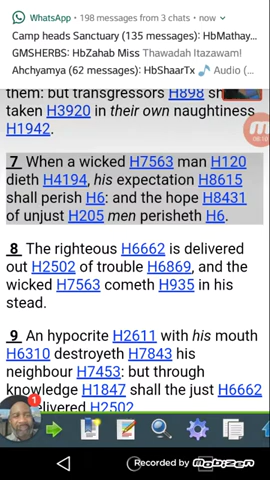 WhatsApp • 198 messages from 3 chats • now
Camp heads Sanctuary (135 messages): HbMathay...
GMSHERBS: HbZahab Miss Thawadah Itazawam!
Ahchyamya (62 messages): HbShaarTx 🎵 Audio (...
them: but transgressors H898 sh
taken H3920 in their own naughtiness
H1942.
08:10
7 When a wicked H7563 man H120
dieth H4194, his expectation H8615
shall perish H6: and the hope H8431
of unjust H205 men perisheth H6.
8 The righteous H6662 is delivered
out H2502 of trouble H6869, and the
wicked H7563 cometh H935 in his
stead.
9 An hypocrite H2611 with his mouth
H6310 destroyeth H7843 his
neighbour H7453: but through
knowledge H1847 shall the just H6662
elivered H2502
1
Recorded by mobizen